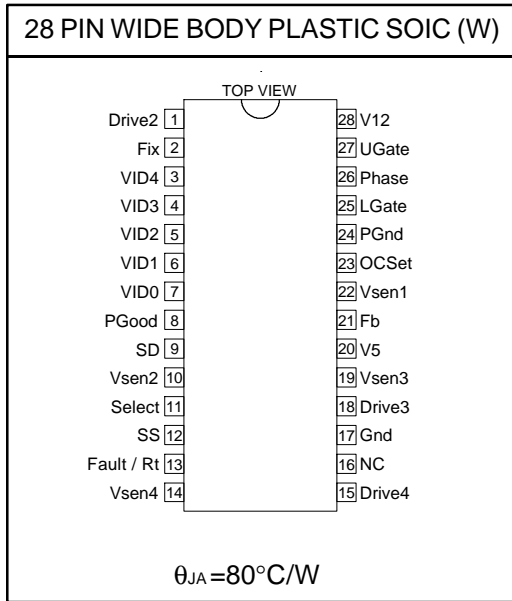 28 PIN WIDE BODY PLASTIC SOIC (W)
TOP VIEW
Drive2 1 28 V12
Fix 2 27 UGate
VID4 3 26 Phase
VID3 4 25 LGate
VID2 5 24 PGnd
VID1 6 23 OCSet
VID0 7 22 Vsen1
PGood 8 21 Fb
SD 9 20 V5
Vsen2 10 19 Vsen3
Select 11 18 Drive3
SS 12 17 Gnd
Fault / Rt 13 16 NC
Vsen4 14 15 Drive4
θJA =80°C/W